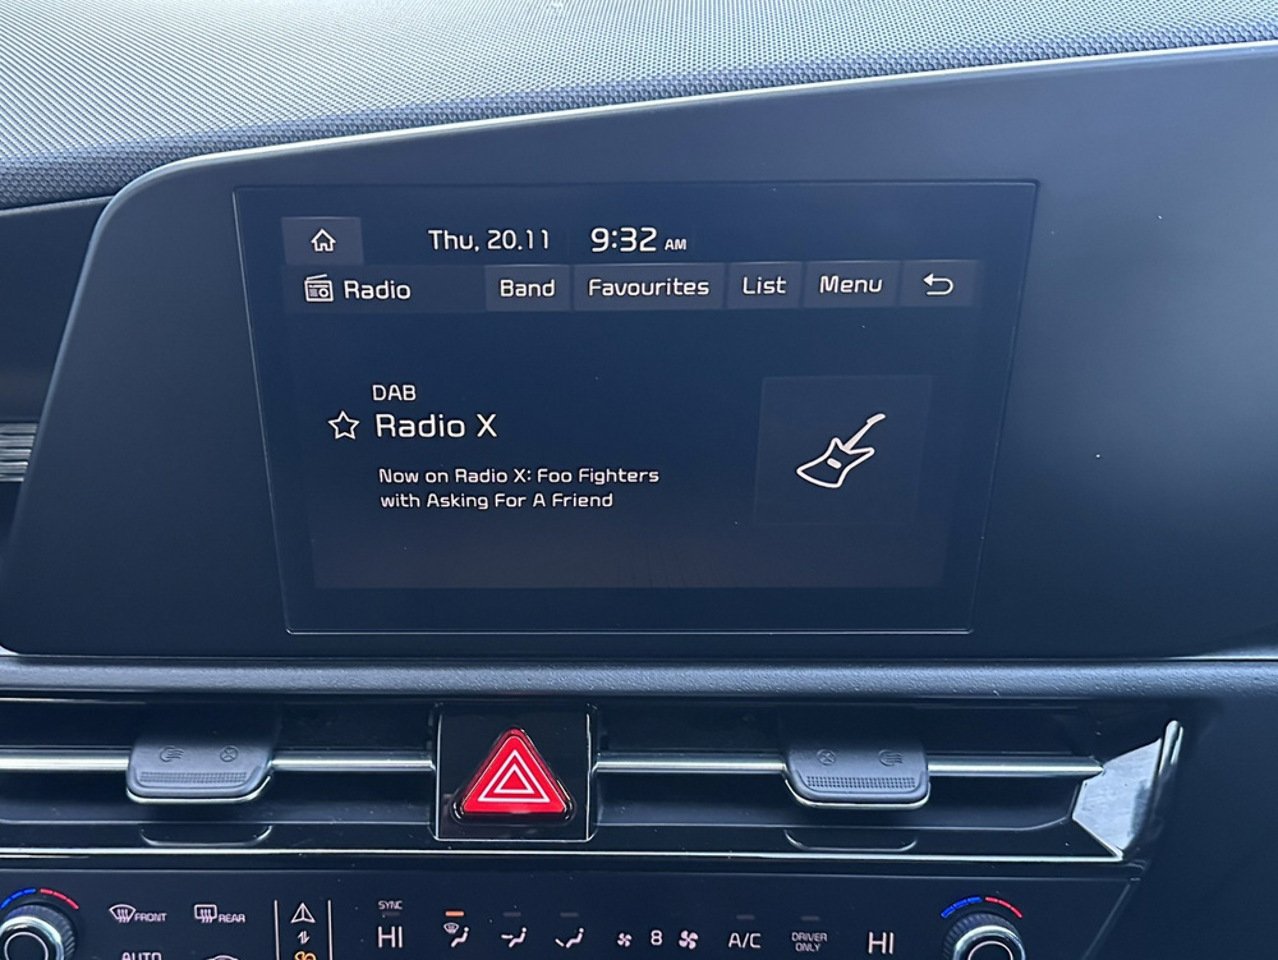 Thu, 20.11 9:32 AM
Radio Band Favourites List Menu
DAB
Radio X
Now on Radio X: Foo Fighters
with Asking For A Friend
SYNC
FRONT REAR HI 8 A/C DRIVER ONLY HI
AUTO